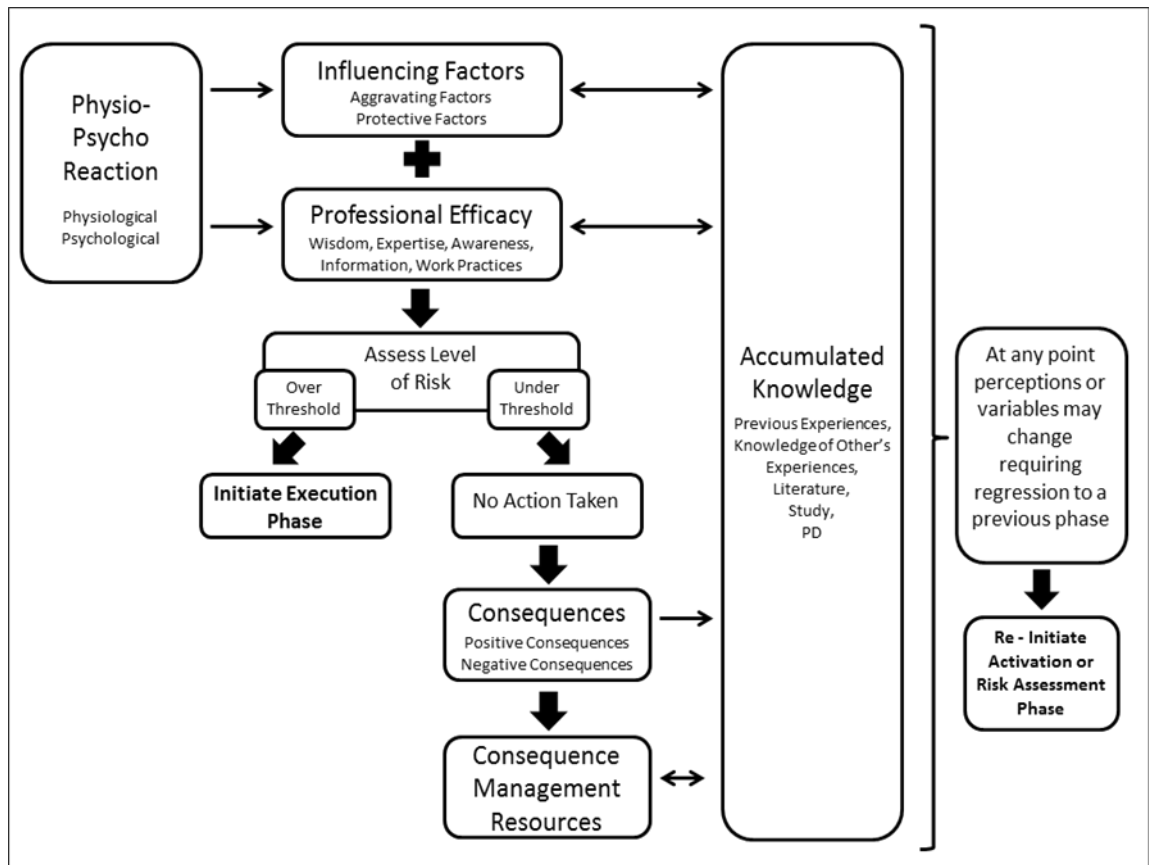 Physio-
Psycho
Reaction
Physiological
Psychological
Influencing Factors
Aggravating Factors
Protective Factors
Professional Efficacy
Wisdom, Expertise, Awareness,
Information, Work Practices
Assess Level
of Risk
Over
Threshold
Under
Threshold
Initiate Execution
Phase
No Action Taken
Consequences
Positive Consequences
Negative Consequences
Consequence
Management
Resources
Accumulated
Knowledge
Previous Experiences,
Knowledge of Other's
Experiences,
Literature,
Study,
PD
At any point
perceptions or
variables may
change
requiring
regression to a
previous phase
Re - Initiate
Activation or
Risk Assessment
Phase